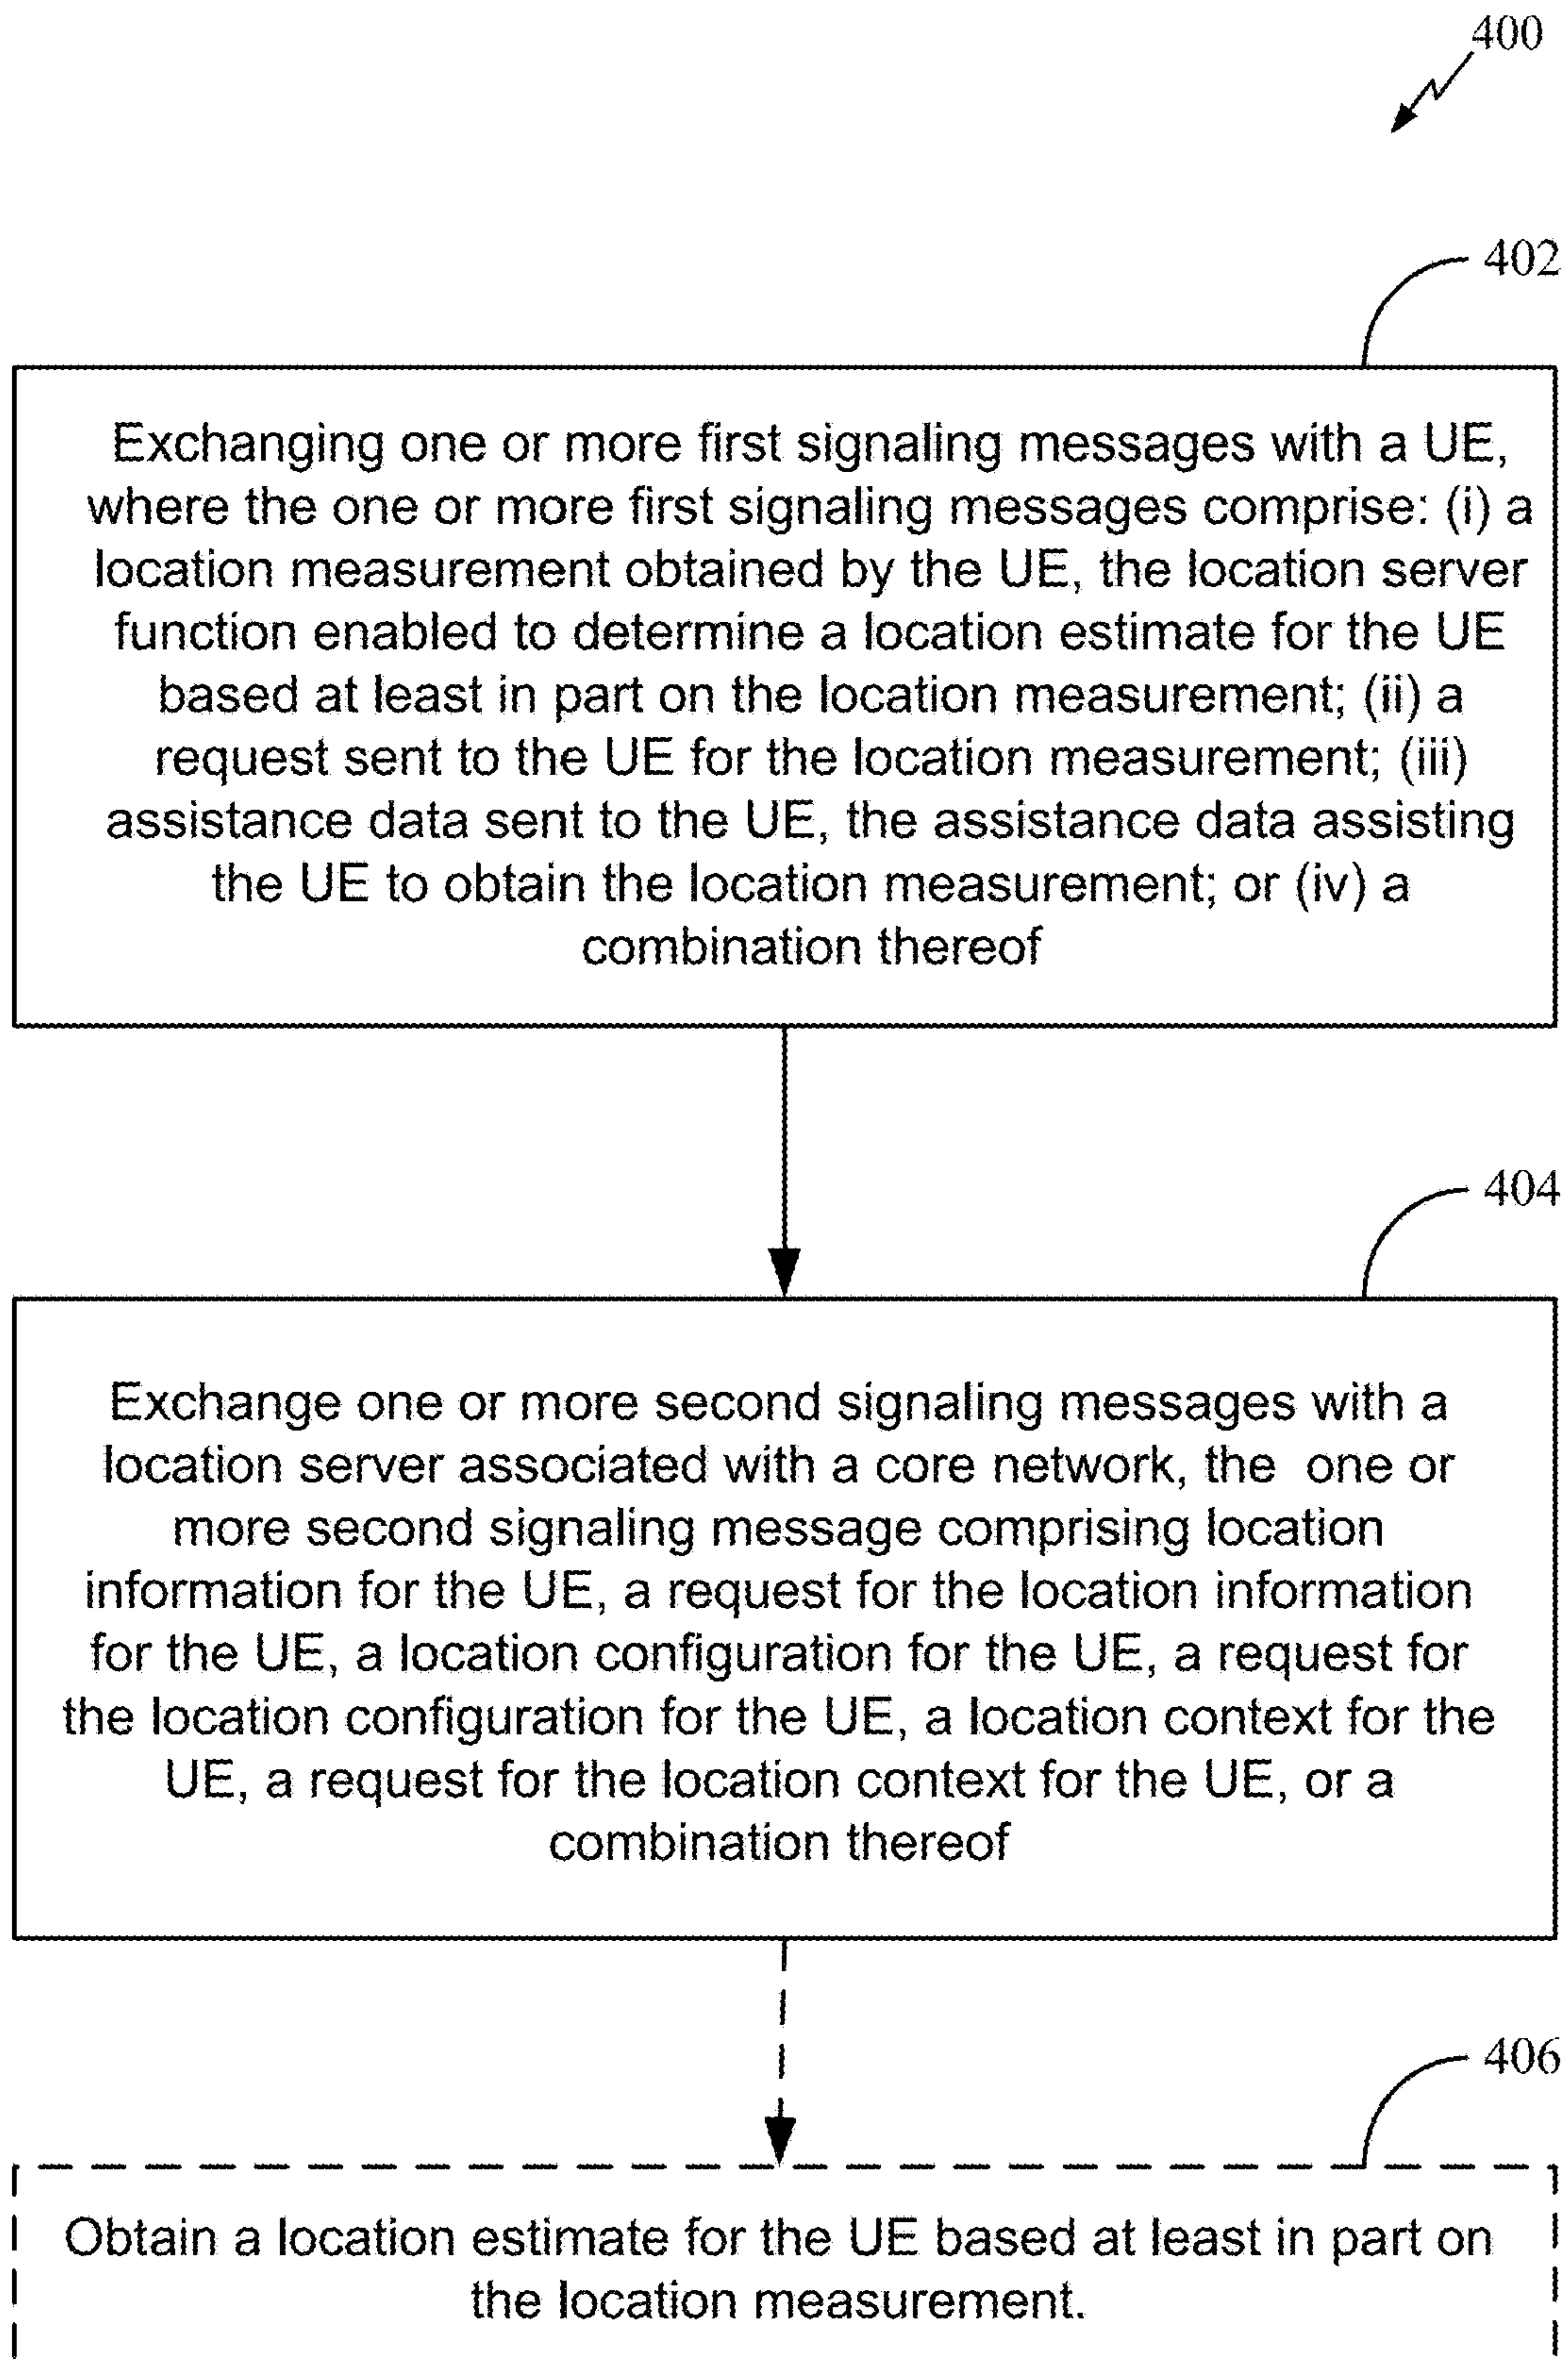 400
402
Exchanging one or more first signaling messages with a UE,
where the one or more first signaling messages comprise: (i) a
location measurement obtained by the UE, the location server
function enabled to determine a location estimate for the UE
based at least in part on the location measurement; (ii) a
request sent to the UE for the location measurement; (iii)
assistance data sent to the UE, the assistance data assisting
the UE to obtain the location measurement; or (iv) a
combination thereof
404
Exchange one or more second signaling messages with a
location server associated with a core network, the one or
more second signaling message comprising location
information for the UE, a request for the location information
for the UE, a location configuration for the UE, a request for
the location configuration for the UE, a location context for the
UE, a request for the location context for the UE, or a
combination thereof
406
Obtain a location estimate for the UE based at least in part on
the location measurement.